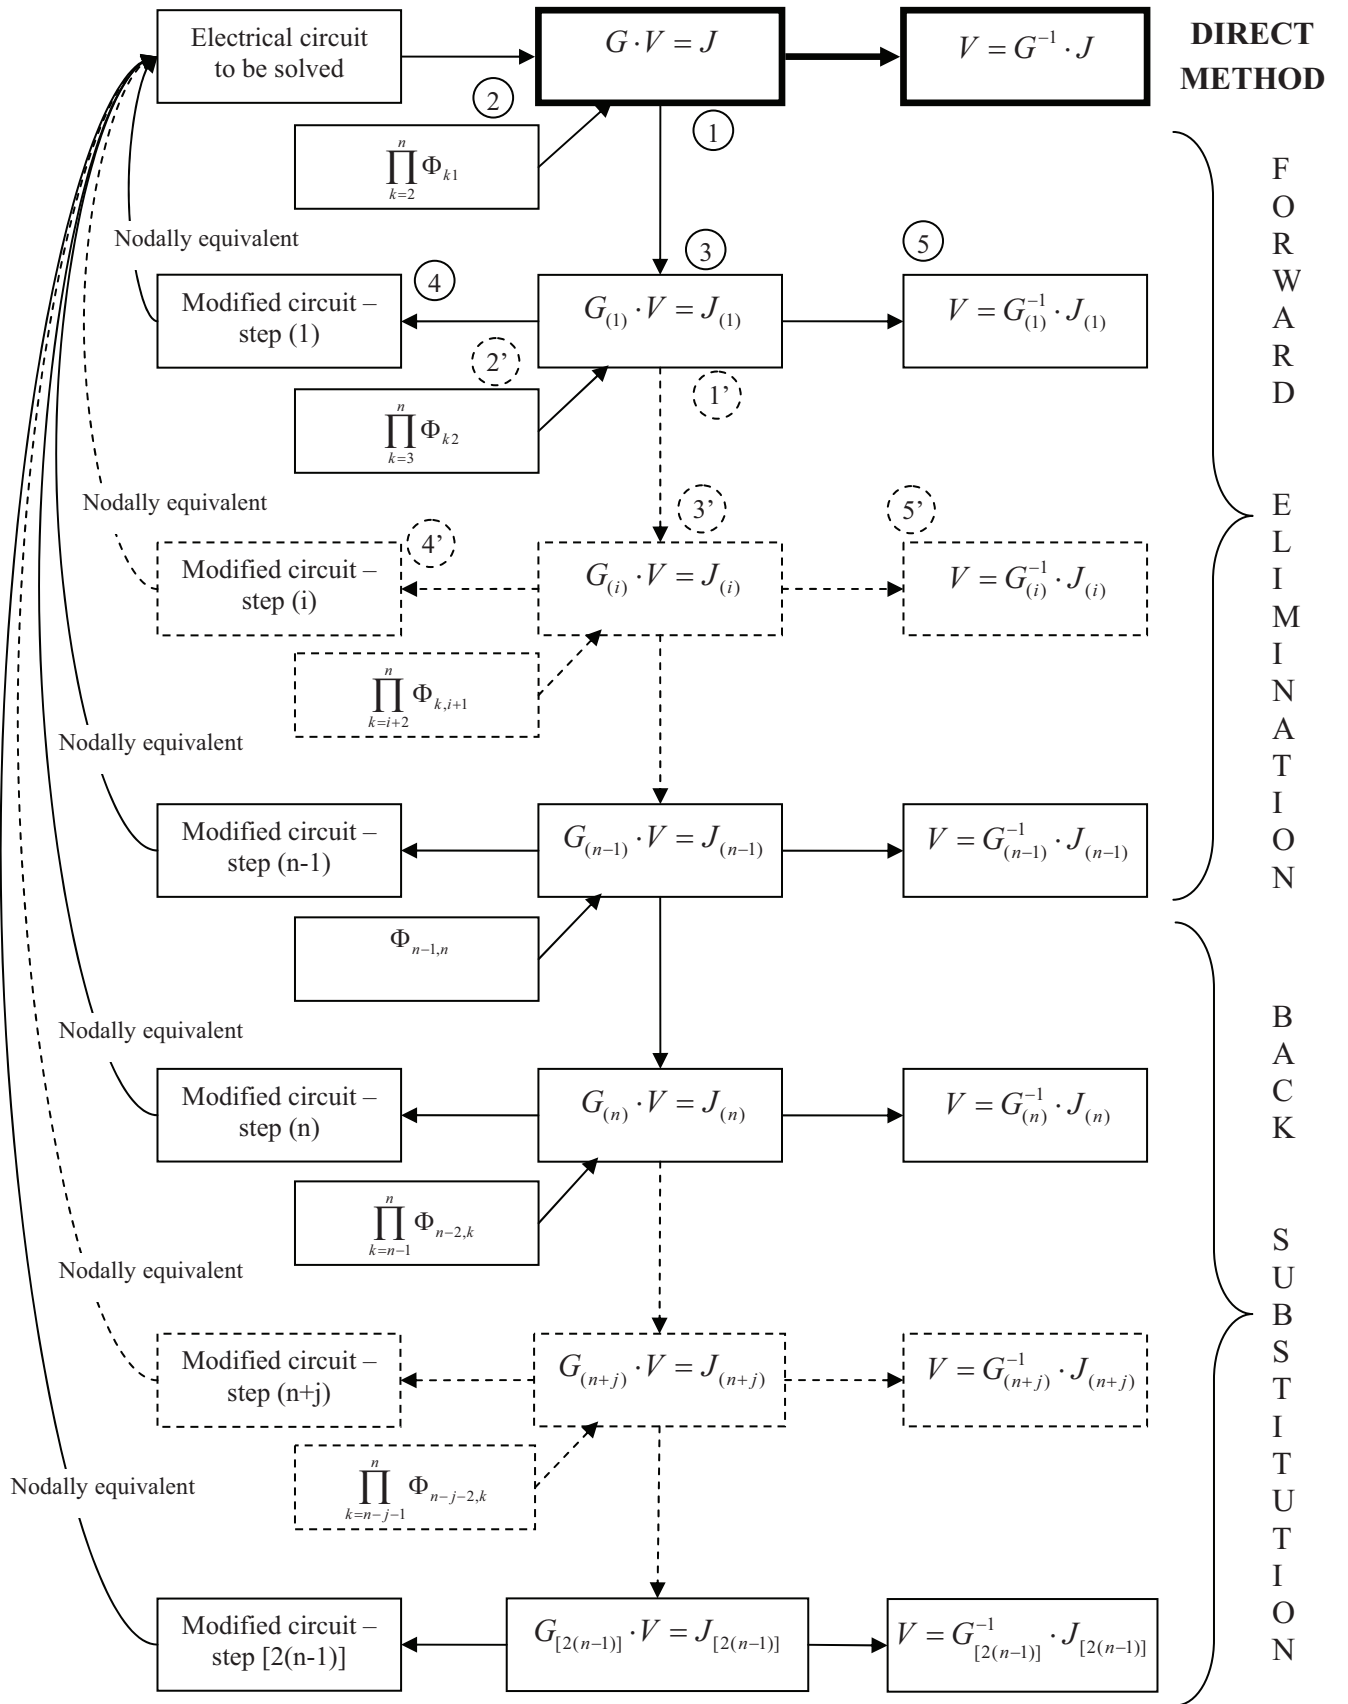 Electrical circuit
to be solved
G · V = J
V = G⁻¹ · J
DIRECT
METHOD
②
①
∏_{k=2}^{n} Φ_{k1}
Nodally equivalent
③
⑤
④
Modified circuit –
step (1)
G_{(1)} · V = J_{(1)}
V = G_{(1)}^{-1} · J_{(1)}
2'
1'
∏_{k=3}^{n} Φ_{k2}
Nodally equivalent
3'
5'
4'
Modified circuit –
step (i)
G_{(i)} · V = J_{(i)}
V = G_{(i)}^{-1} · J_{(i)}
∏_{k=i+2}^{n} Φ_{k,i+1}
Nodally equivalent
Modified circuit –
step (n-1)
G_{(n−1)} · V = J_{(n−1)}
V = G_{(n−1)}^{-1} · J_{(n−1)}
FORWARD
ELIMINATION
Φ_{n−1,n}
Nodally equivalent
Modified circuit –
step (n)
G_{(n)} · V = J_{(n)}
V = G_{(n)}^{-1} · J_{(n)}
∏_{k=n−1}^{n} Φ_{n−2,k}
Nodally equivalent
Modified circuit –
step (n+j)
G_{(n+j)} · V = J_{(n+j)}
V = G_{(n+j)}^{-1} · J_{(n+j)}
∏_{k=n−j−1}^{n} Φ_{n−j−2,k}
Nodally equivalent
Modified circuit –
step [2(n-1)]
G_{[2(n−1)]} · V = J_{[2(n−1)]}
V = G_{[2(n−1)]}^{-1} · J_{[2(n−1)]}
BACK
SUBSTITUTION